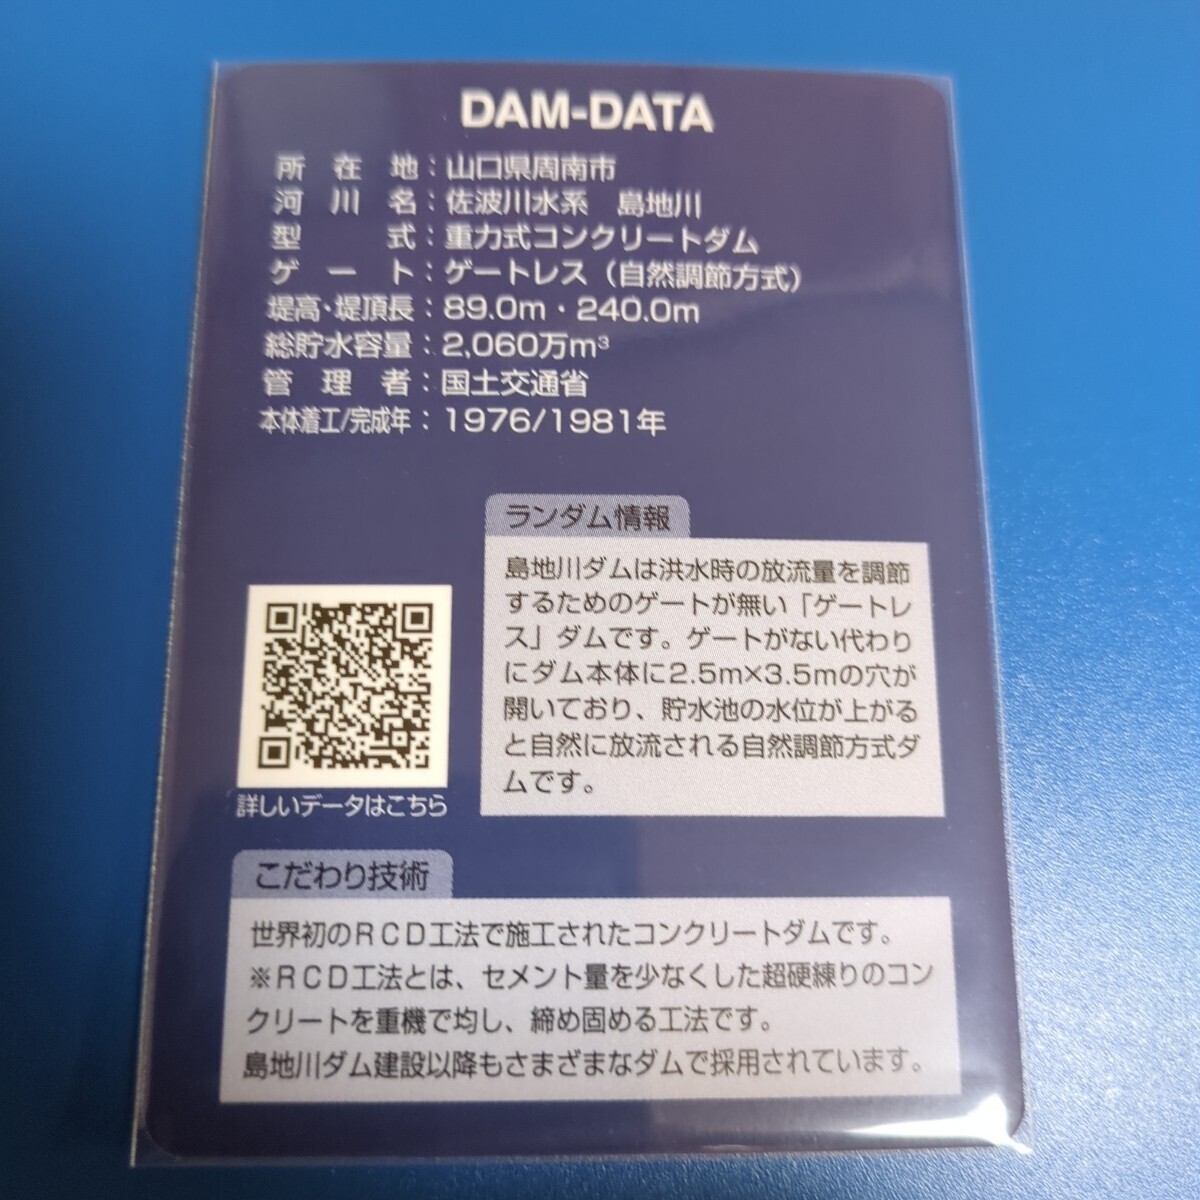 DAM-DATA
所在地：山口県周南市
河川名：佐波川水系　島地川
型式：重力式コンクリートダム
ゲート：ゲートレス（自然調節方式）
堤高・堤頂長：89.0m・240.0m
総貯水容量：2,060万m³
管理者：国土交通省
本体着工/完成年：1976/1981年
ランダム情報
島地川ダムは洪水時の放流量を調節
するためのゲートが無い「ゲートレ
ス」ダムです。ゲートがない代わり
にダム本体に2.5m×3.5mの穴が
開いており、貯水池の水位が上がる
と自然に放流される自然調節方式ダ
ムです。
詳しいデータはこちら
こだわり技術
世界初のＲＣＤ工法で施工されたコンクリートダムです。
※ＲＣＤ工法とは、セメント量を少なくした超硬練りのコン
クリートを重機で均し、締め固める工法です。
島地川ダム建設以降もさまざまなダムで採用されています。